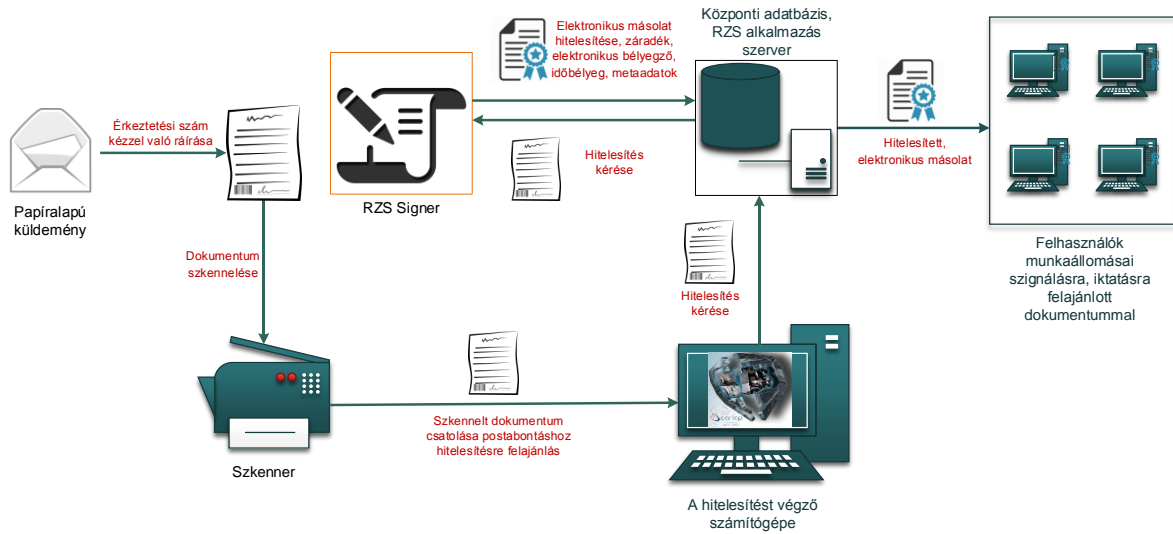 Elektronikus másolat
hitelesítése, záradék,
elektronikus bélyegző,
időbélyeg, metaadatok
Központi adatbázis,
RZS alkalmazás
szerver
Érkeztetési szám
kézzel való ráírása
Papíralapú
küldemény
RZS Signer
Hitelesítés
kérése
Hitelesített,
elektronikus másolat
Felhasználók
munkaállomásai
szignálásra, iktatásra
felajánlott
dokumentummal
Dokumentum
szkennelése
Hitelesítés
kérése
Szkennelt dokumentum
csatolása postabontáshoz
hitelesítésre felajánlás
Szkenner
A hitelesítést végző
számítógépe